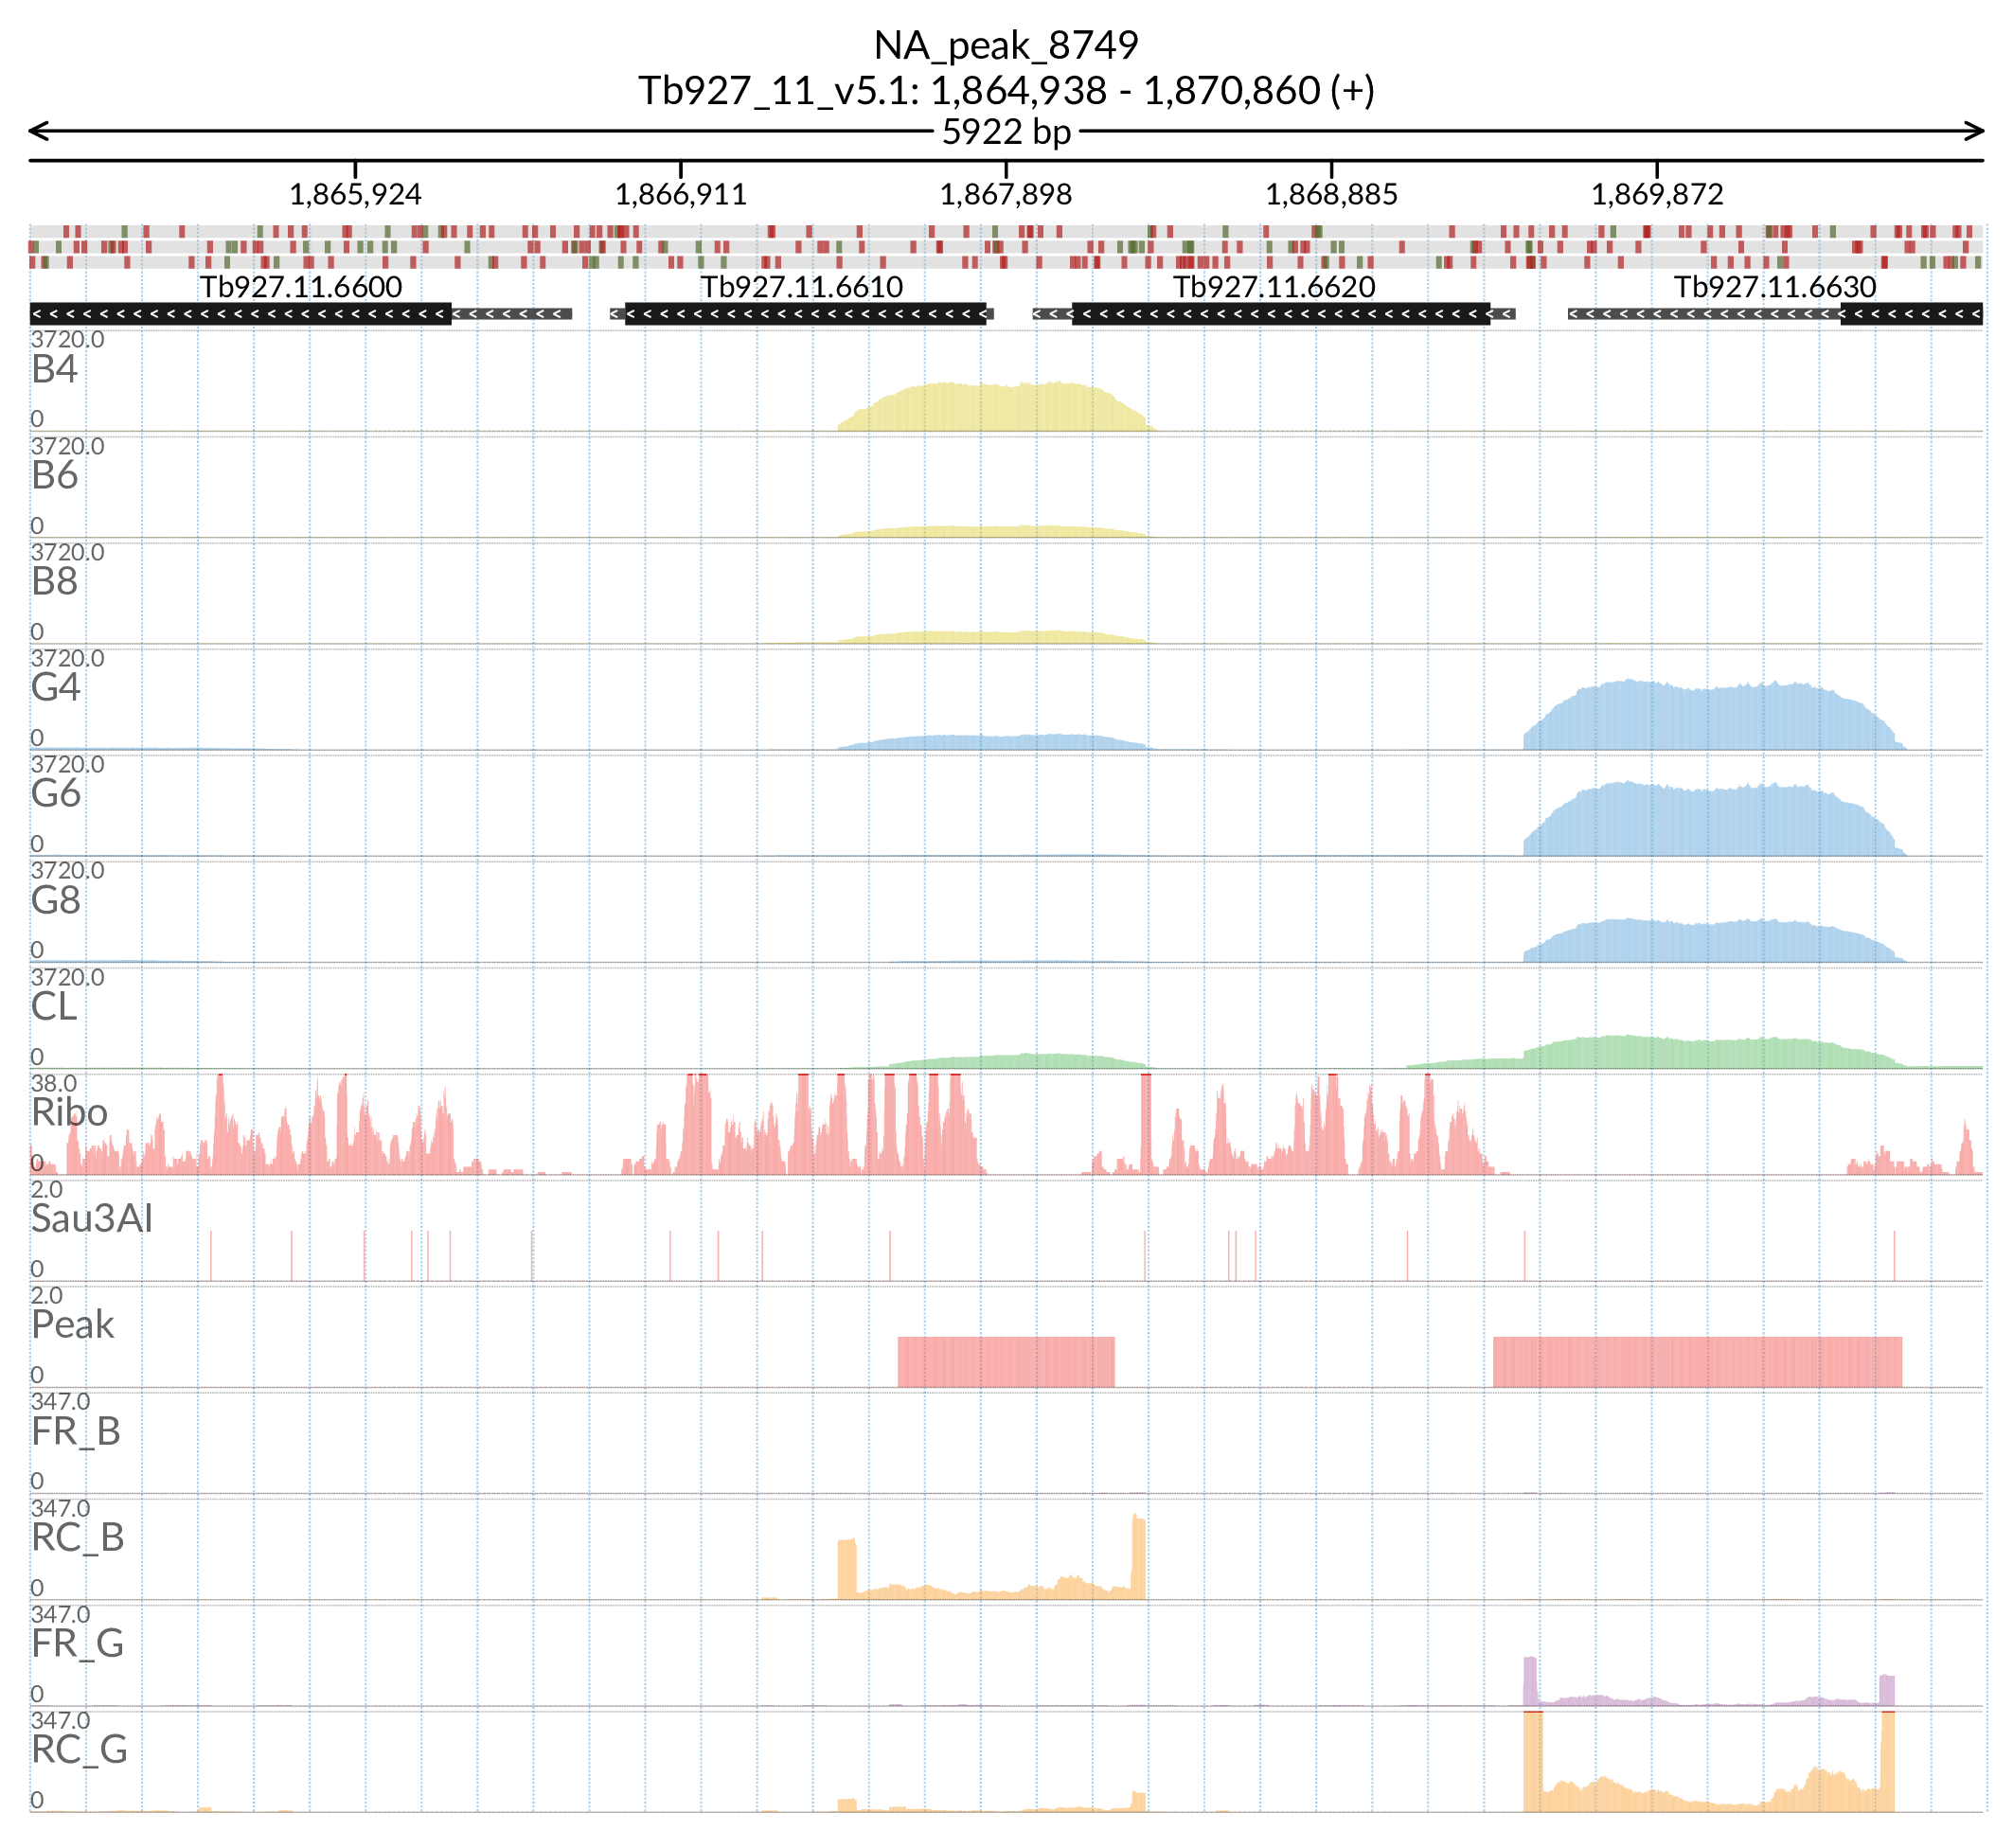 NA_peak_8749
Tb927_11_v5.1: 1,864,938 - 1,870,860 (+)
5922 bp
1,865,924 1,866,911 1,867,898 1,868,885 1,869,872
Tb927.11.6600 Tb927.11.6610 Tb927.11.6620 Tb927.11.6630
3720.0
B4
0
3720.0
B6
0
3720.0
B8
0
3720.0
G4
0
3720.0
G6
0
3720.0
G8
0
3720.0
CL
0
38.0
Ribo
0
2.0
Sau3AI
0
2.0
Peak
0
347.0
FR_B
0
347.0
RC_B
0
347.0
FR_G
0
347.0
RC_G
0